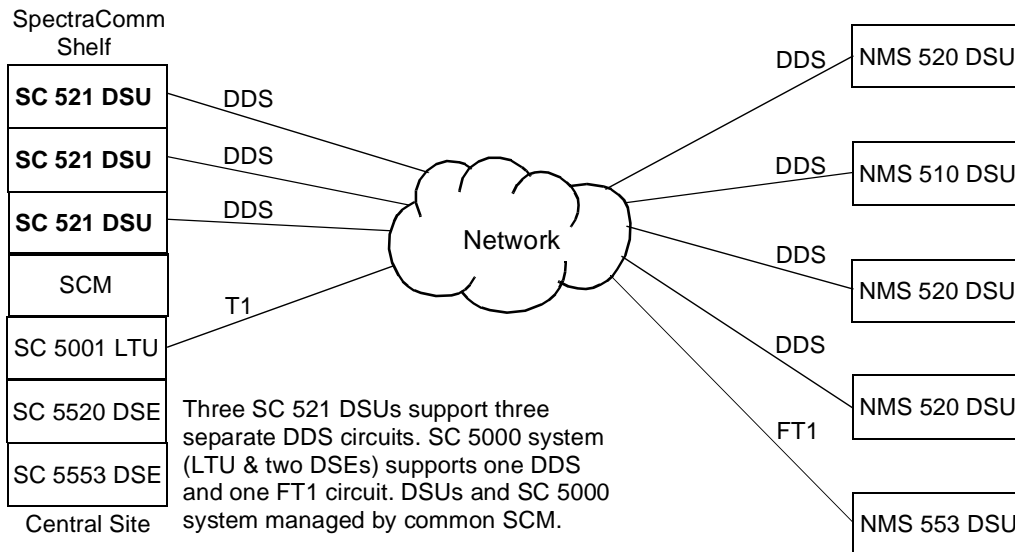 SpectraComm
Shelf
SC 521 DSU
SC 521 DSU
SC 521 DSU
SCM
SC 5001 LTU
SC 5520 DSE
SC 5553 DSE
Central Site
DDS
DDS
DDS
T1
Network
DDS
DDS
DDS
DDS
FT1
NMS 520 DSU
NMS 510 DSU
NMS 520 DSU
NMS 520 DSU
NMS 553 DSU
Three SC 521 DSUs support three
separate DDS circuits. SC 5000 system
(LTU & two DSEs) supports one DDS
and one FT1 circuit. DSUs and SC 5000
system managed by common SCM.